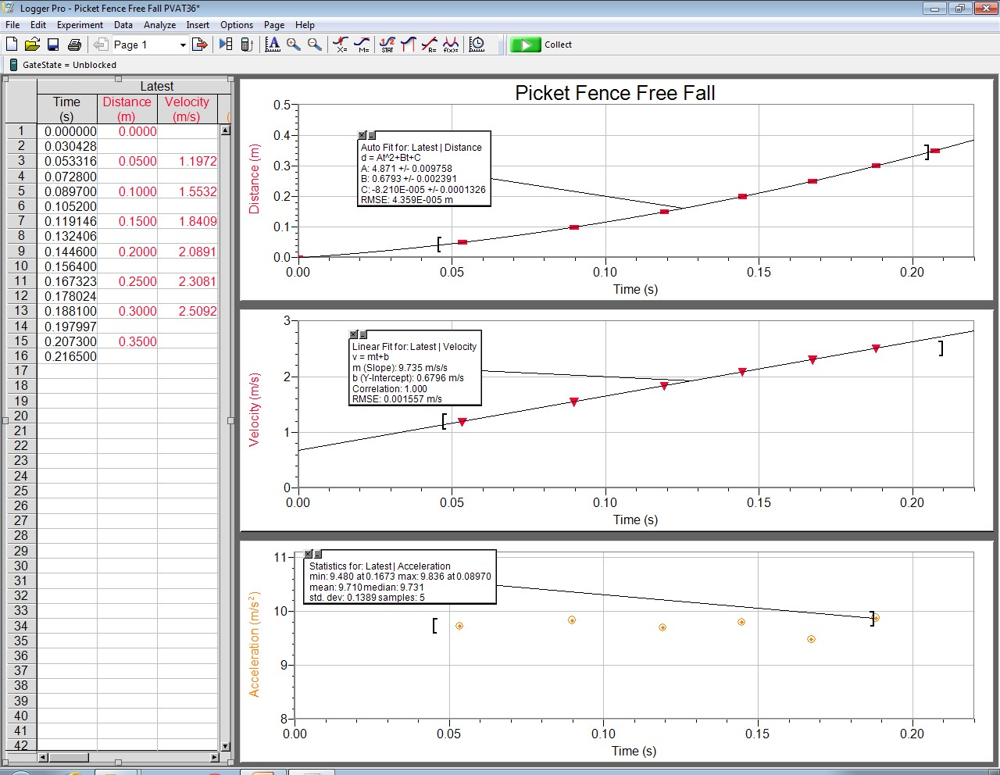 Logger Pro - Picket Fence Free Fall PVAT36*
File Edit Experiment Data Analyze Insert Options Page Help
Page 1
X= M= STAT R= f(x)=
Collect
GateState = Unblocked
Latest
Time Distance Velocity
(s) (m) (m/s) (
1 0.000000 0.0000
2 0.030428
3 0.053316 0.0500 1.1972
4 0.072800
5 0.089700 0.1000 1.5532
6 0.105200
7 0.119146 0.1500 1.8409
8 0.132406
9 0.144600 0.2000 2.0891
10 0.156400
11 0.167323 0.2500 2.3081
12 0.178024
13 0.188100 0.3000 2.5092
14 0.197997
15 0.207300 0.3500
16 0.216500
17
18
19
20
21
22
23
24
25
26
27
28
29
30
31
32
33
34
35
36
37
38
39
40
41
42
Picket Fence Free Fall
Distance (m)
0.5
0.4
0.3
0.2
0.1
0.0
Auto Fit for: Latest | Distance
d = At^2+Bt+C
A: 4.871 +/- 0.009758
B: 0.6793 +/- 0.002391
C: -8.210E-005 +/- 0.0001326
RMSE: 4.359E-005 m
0.00 0.05 0.10 0.15 0.20
Time (s)
Velocity (m/s)
3
2
1
0
Linear Fit for: Latest | Velocity
v = mt+b
m (Slope): 9.735 m/s/s
b (Y-Intercept): 0.6796 m/s
Correlation: 1.000
RMSE: 0.001557 m/s
0.00 0.05 0.10 0.15 0.20
Time (s)
Acceleration (m/s²)
11
10
9
8
Statistics for: Latest | Acceleration
min: 9.480 at 0.1673 max: 9.836 at 0.08970
mean: 9.710 median: 9.731
std. dev: 0.1389 samples: 5
0.00 0.05 0.10 0.15 0.20
Time (s)